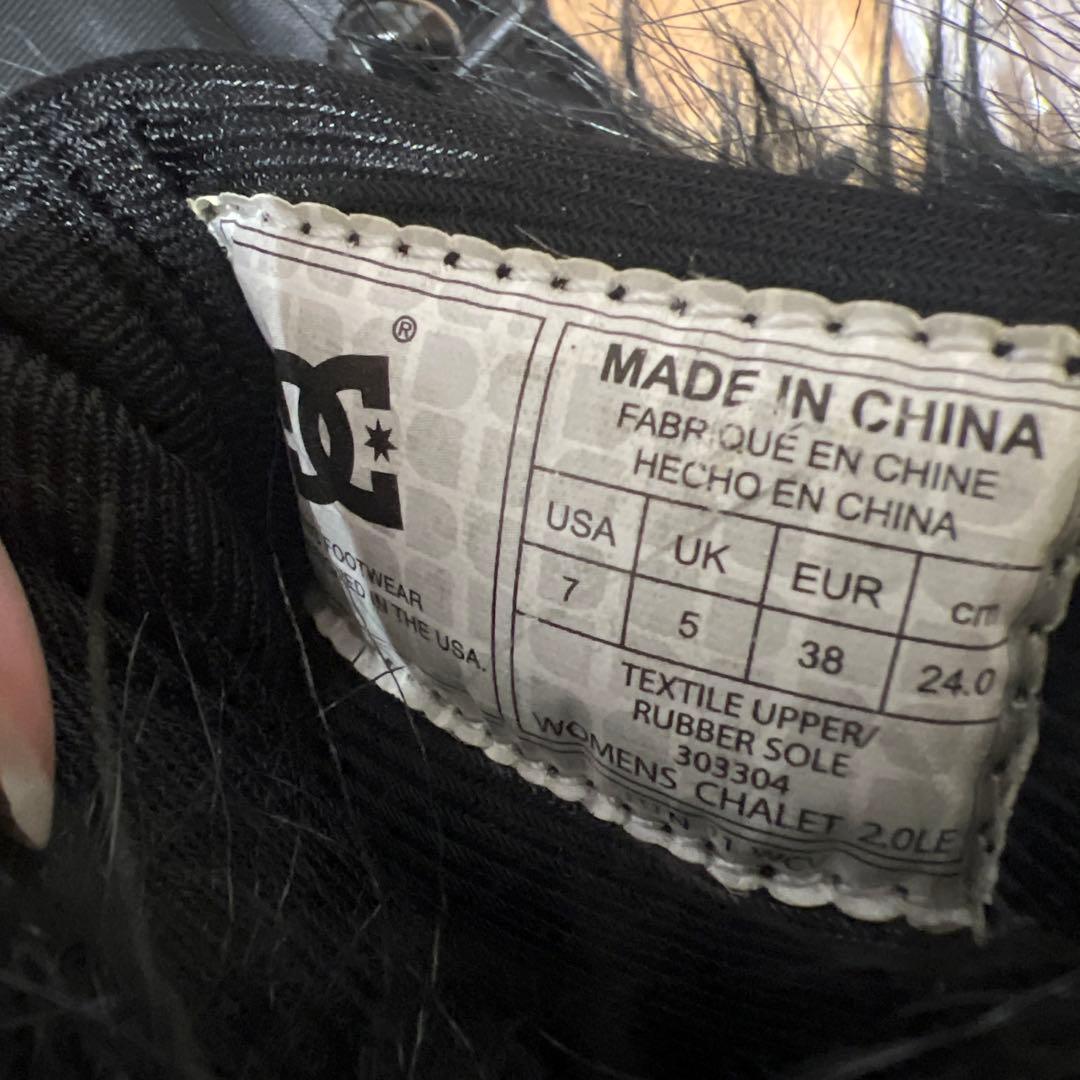 ®
DC
FOOTWEAR
IN THE USA.
MADE IN CHINA
FABRIQUÉ EN CHINE
HECHO EN CHINA
USA UK EUR cm
7 5 38 24.0
TEXTILE UPPER/
RUBBER SOLE
303304
WOMENS CHALET 2.0LE